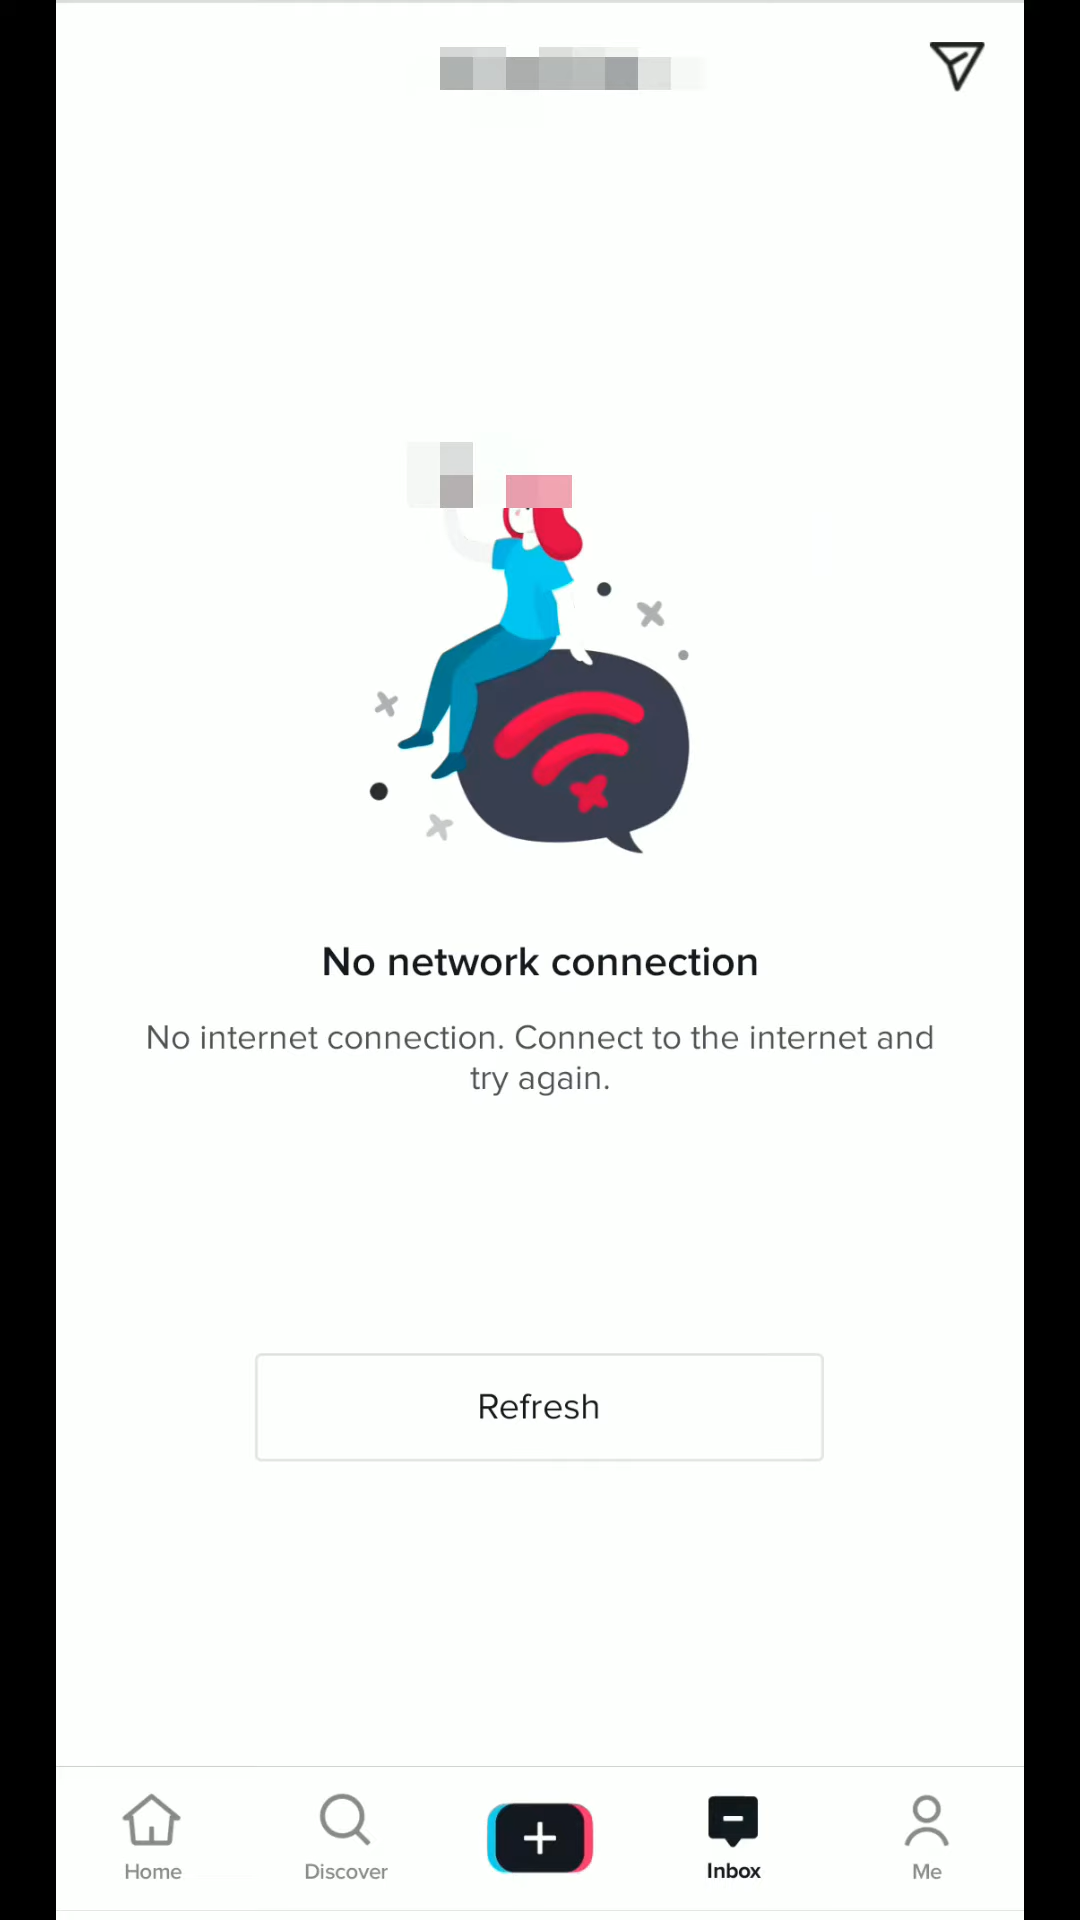 No network connection
No internet connection. Connect to the internet and
try again.
Refresh
Home
Discover
Inbox
Me